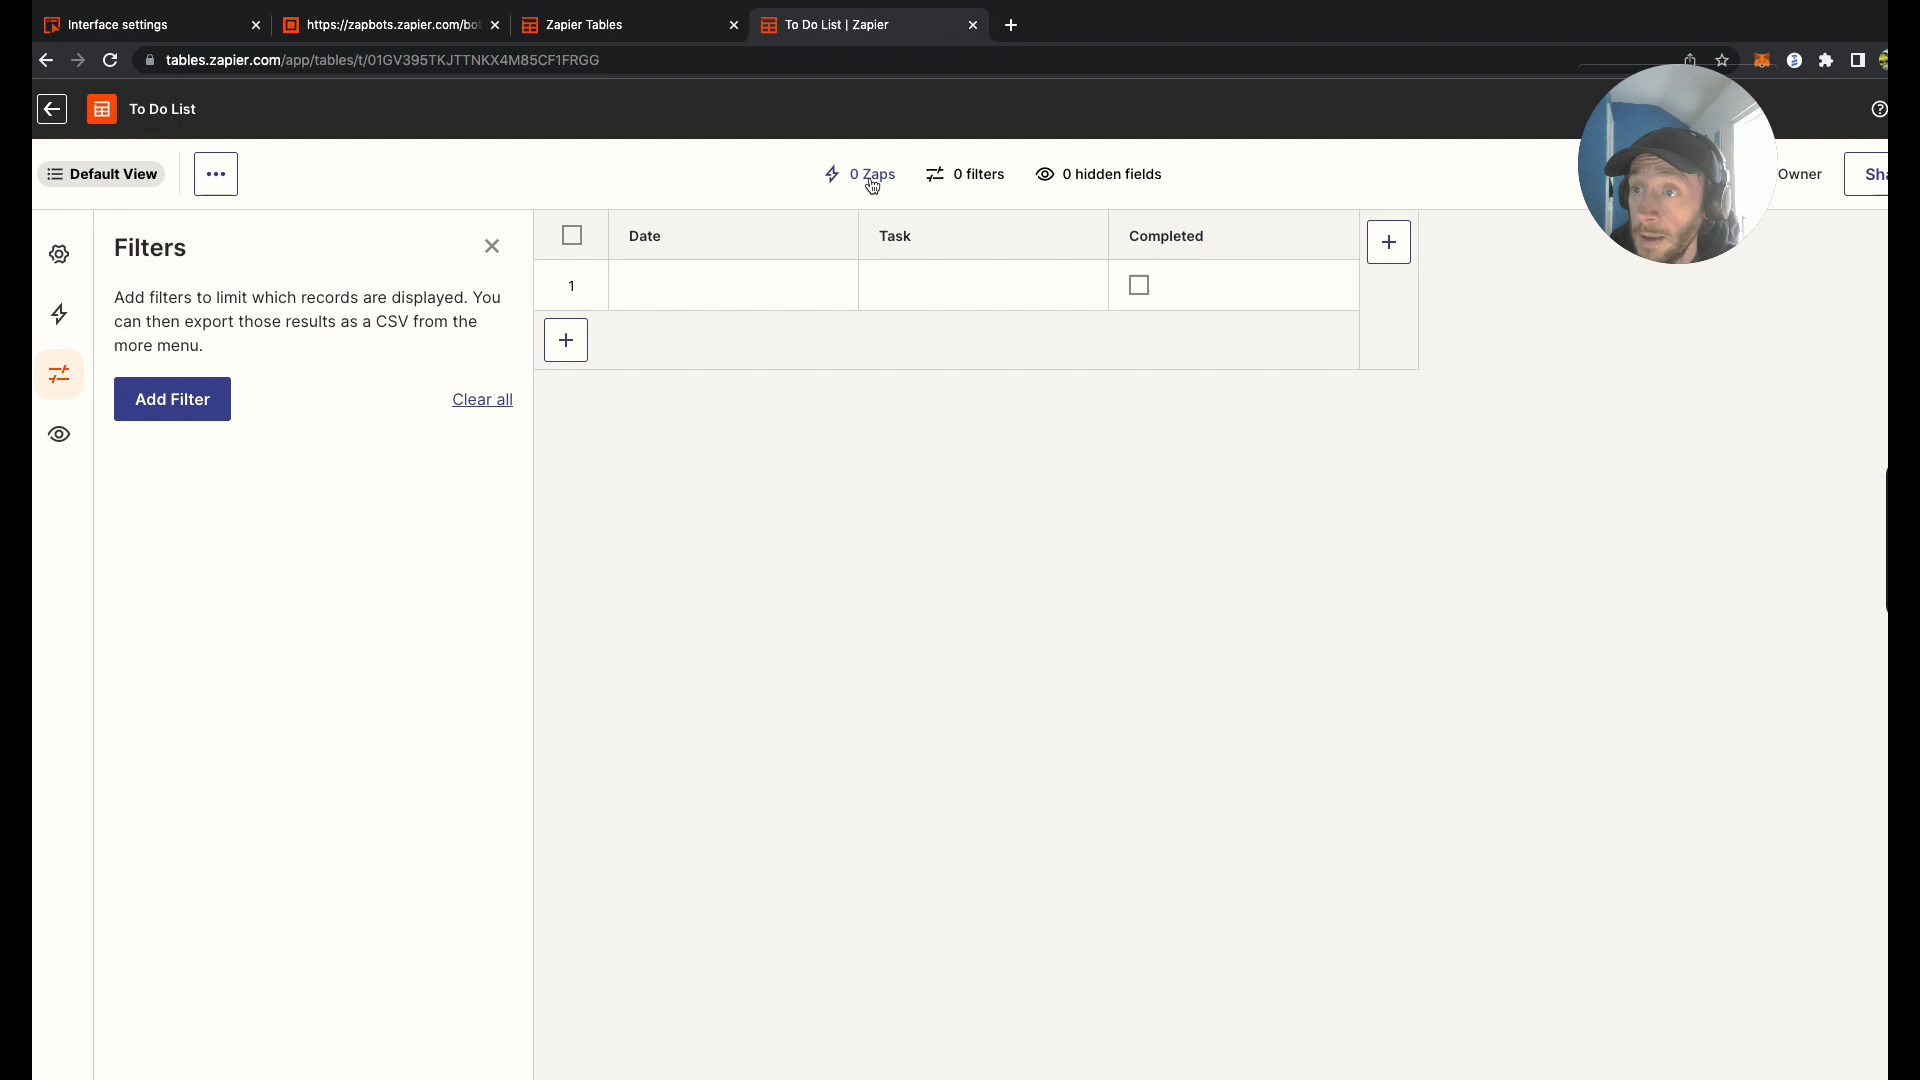 Interface settings
https://zapbots.zapier.com/bo
Zapier Tables
To Do List | Zapier
tables.zapier.com/app/tables/t/01GV395TKJTTNKX4M85CF1FRGG
To Do List
Default View
0 Zaps
0 filters
0 hidden fields
Owner
Sha
Filters
Add filters to limit which records are displayed. You
can then export those results as a CSV from the
more menu.
Add Filter
Clear all
Date
Task
Completed
1